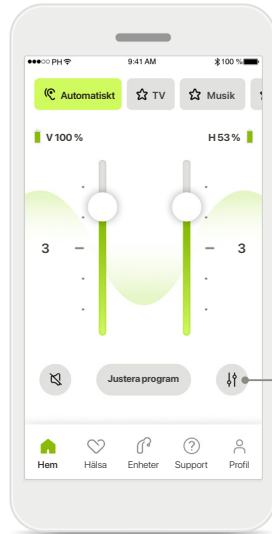 PH 9:41 AM 100 %
Automatiskt TV Musik
V 100 % H 53 %
3 3
Justera program
Hem Hälsa Enheter Support Profil